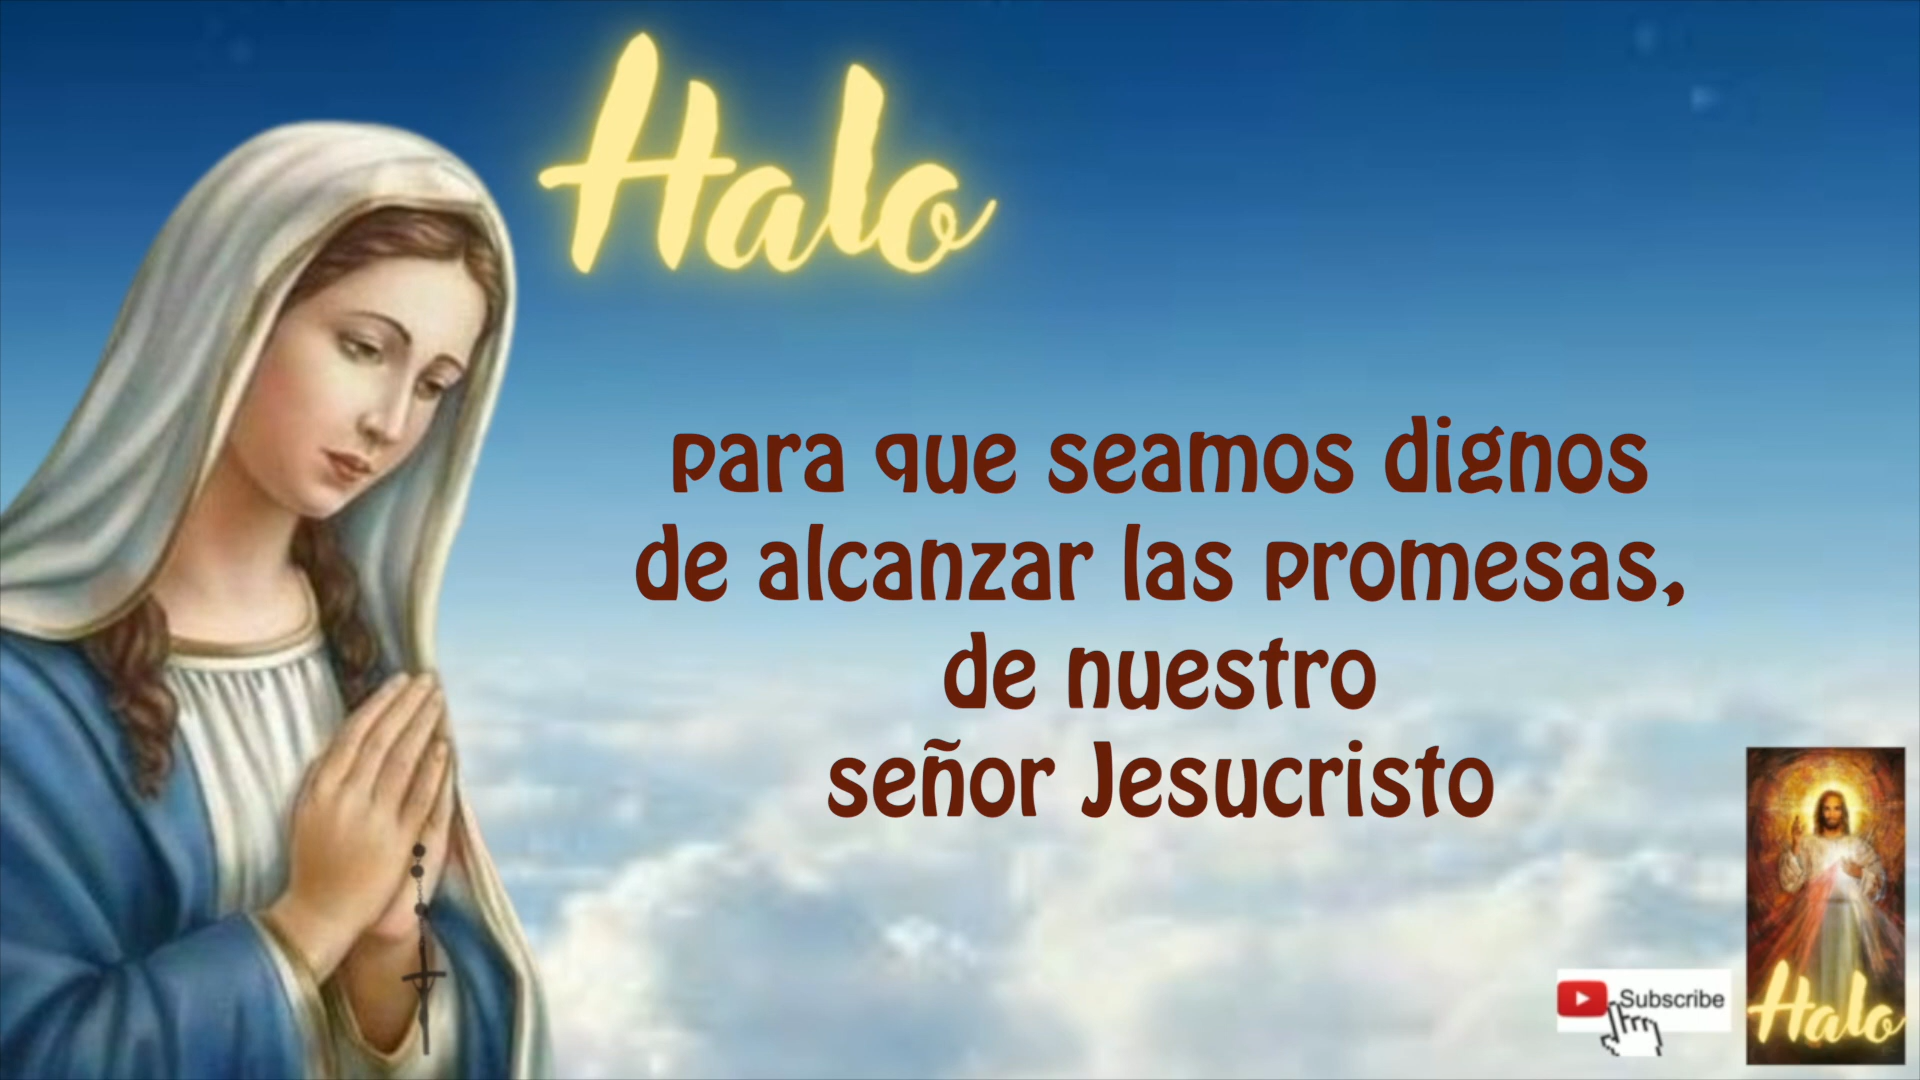 Halo
para que seamos dignos
de alcanzar las promesas,
de nuestro
señor Jesucristo
Subscribe
Halo